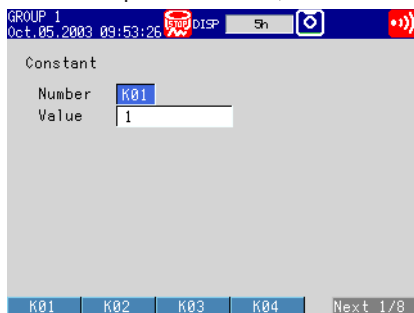 GROUP 1
Oct.05.2003 09:53:26 STOP DISP 5h
Constant
Number K01
Value 1
K01 K02 K03 K04 Next 1/8